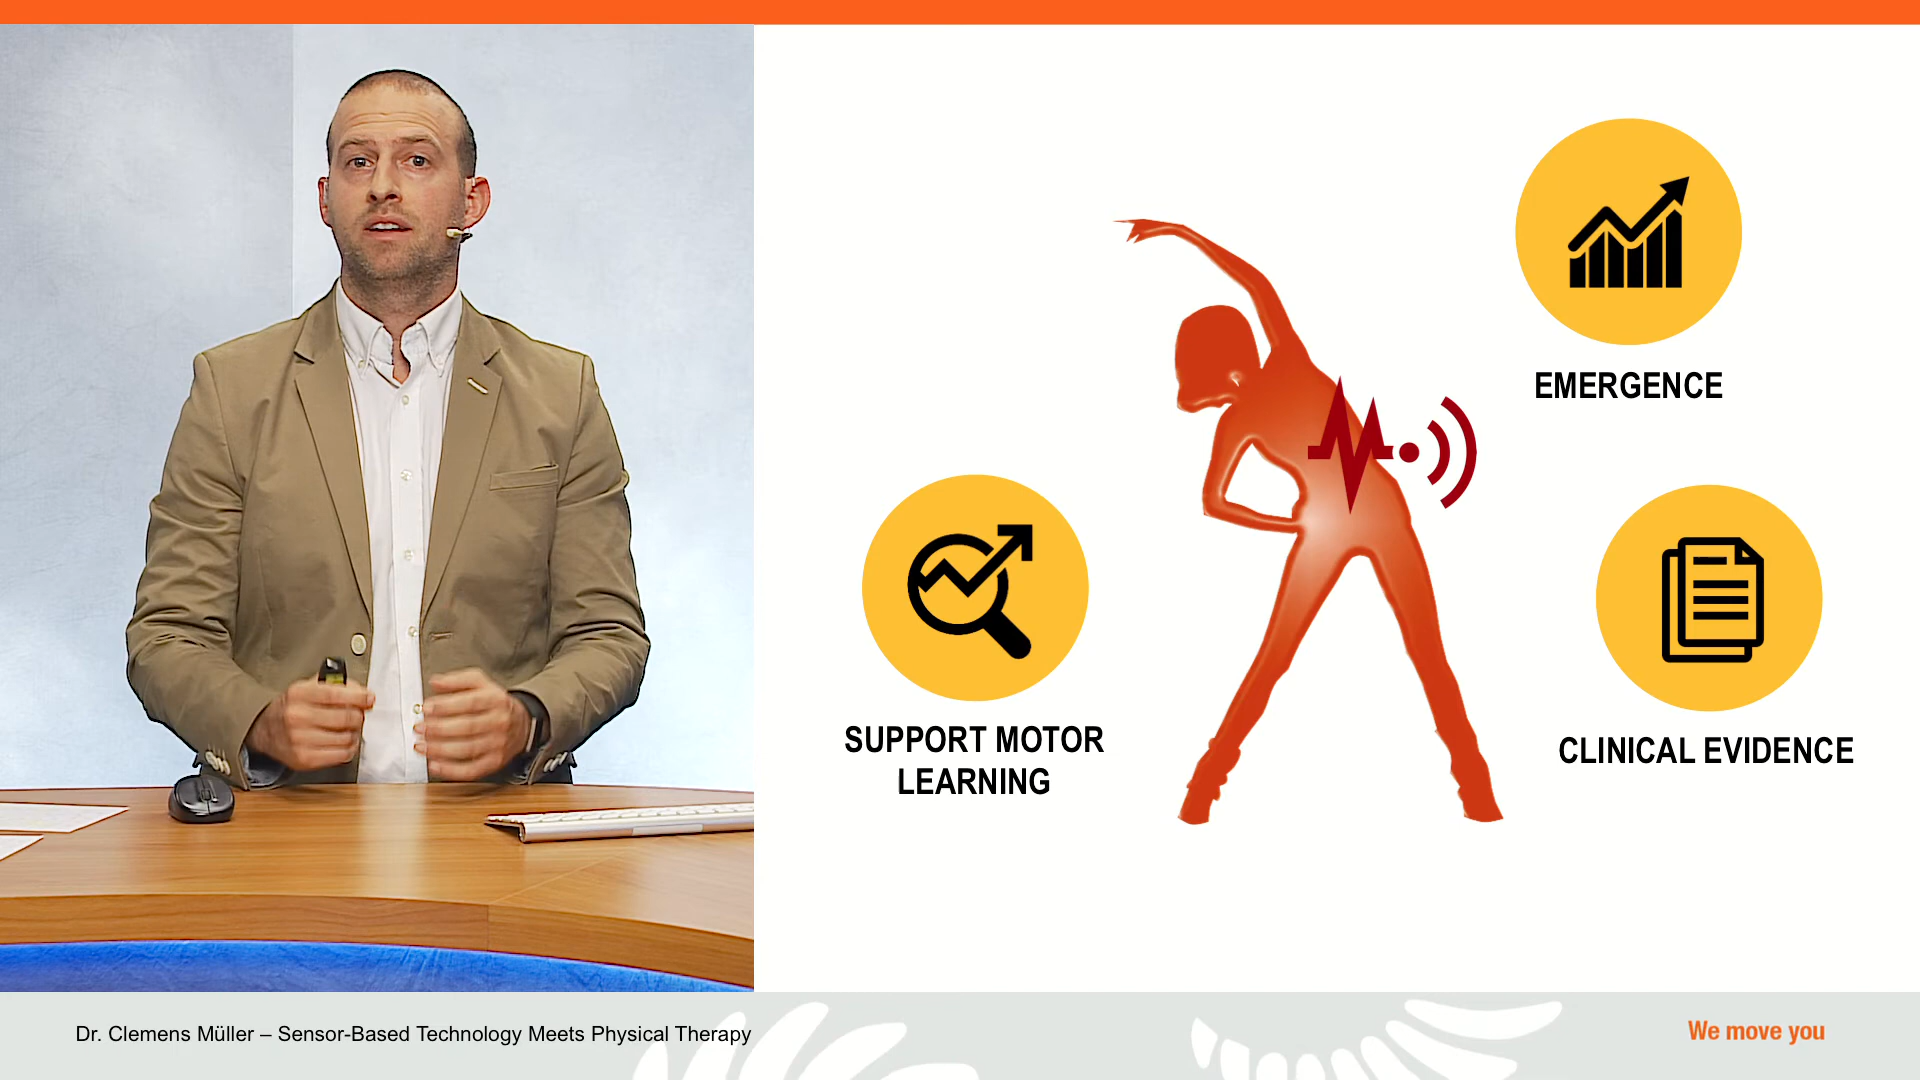 EMERGENCE
SUPPORT MOTOR
LEARNING
CLINICAL EVIDENCE
Dr. Clemens Müller – Sensor-Based Technology Meets Physical Therapy
We move you